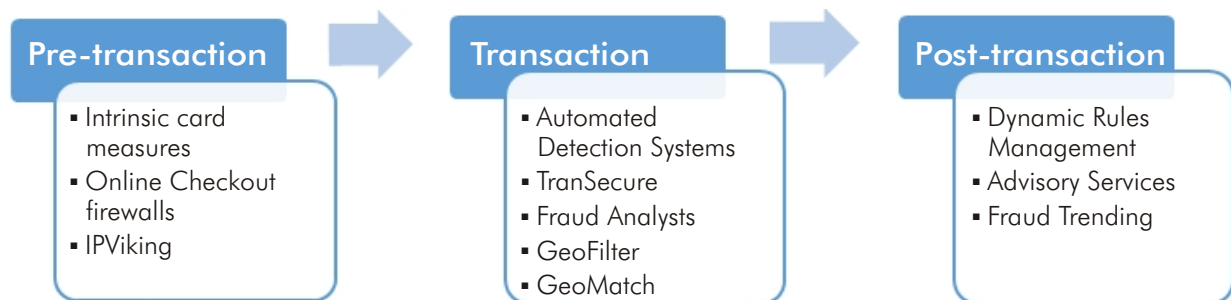 Pre-transaction
▪ Intrinsic card
measures
▪ Online Checkout
firewalls
▪ IPViking
Transaction
▪ Automated
Detection Systems
▪ TranSecure
▪ Fraud Analysts
▪ GeoFilter
▪ GeoMatch
Post-transaction
▪ Dynamic Rules
Management
▪ Advisory Services
▪ Fraud Trending